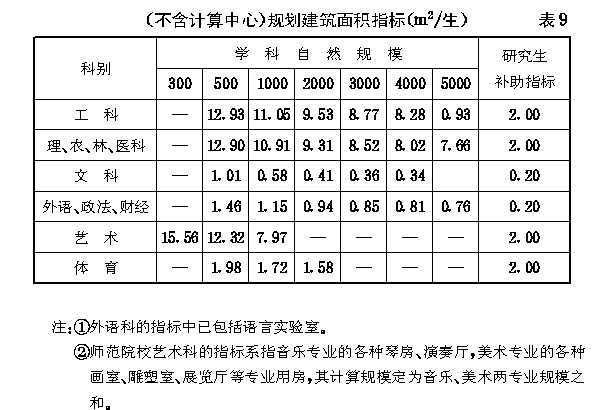 (不含计算中心)规划建筑面积指标(m²/生) 表9
科别 学科自然规模 研究生补助指标
300 500 1000 2000 3000 4000 5000
工科 — 12.93 11.05 9.53 8.77 8.28 0.93 2.00
理、农、林、医科 — 12.90 10.91 9.31 8.52 8.02 7.66 2.00
文科 — 1.01 0.58 0.41 0.36 0.34 0.20
外语、政法、财经 — 1.46 1.15 0.94 0.85 0.81 0.76 0.20
艺术 15.56 12.32 7.97 — — — — 2.00
体育 — 1.98 1.72 1.58 — — — 2.00
注:①外语科的指标中已包括语言实验室。
②师范院校艺术科的指标系指音乐专业的各种琴房、演奏厅,美术专业的各种
画室、雕塑室、展览厅等专业用房,其计算规模定为音乐、美术两专业规模之
和。